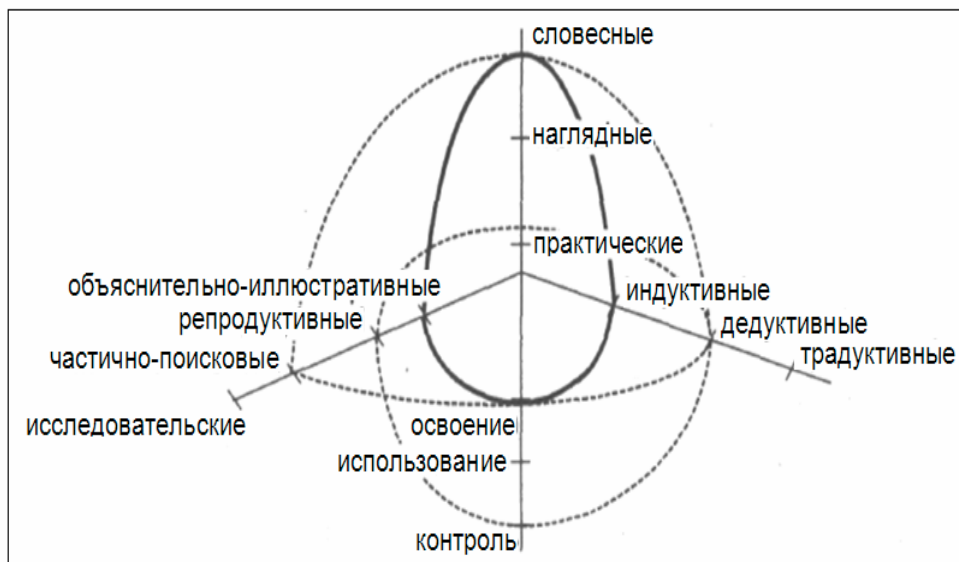 словесные
наглядные
практические
объяснительно-иллюстративные
индуктивные
репродуктивные
дедуктивные
частично-поисковые
традуктивные
исследовательские
освоение
использование
контроль